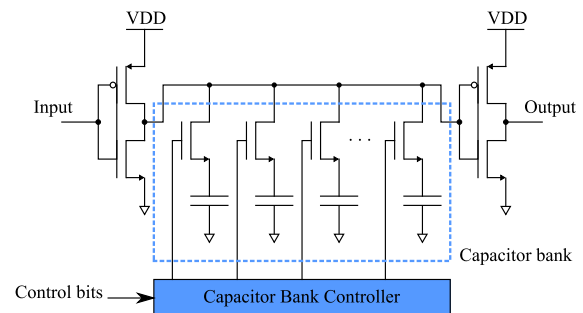 VDD
VDD
Input
Output
. . .
Capacitor bank
Control bits
Capacitor Bank Controller